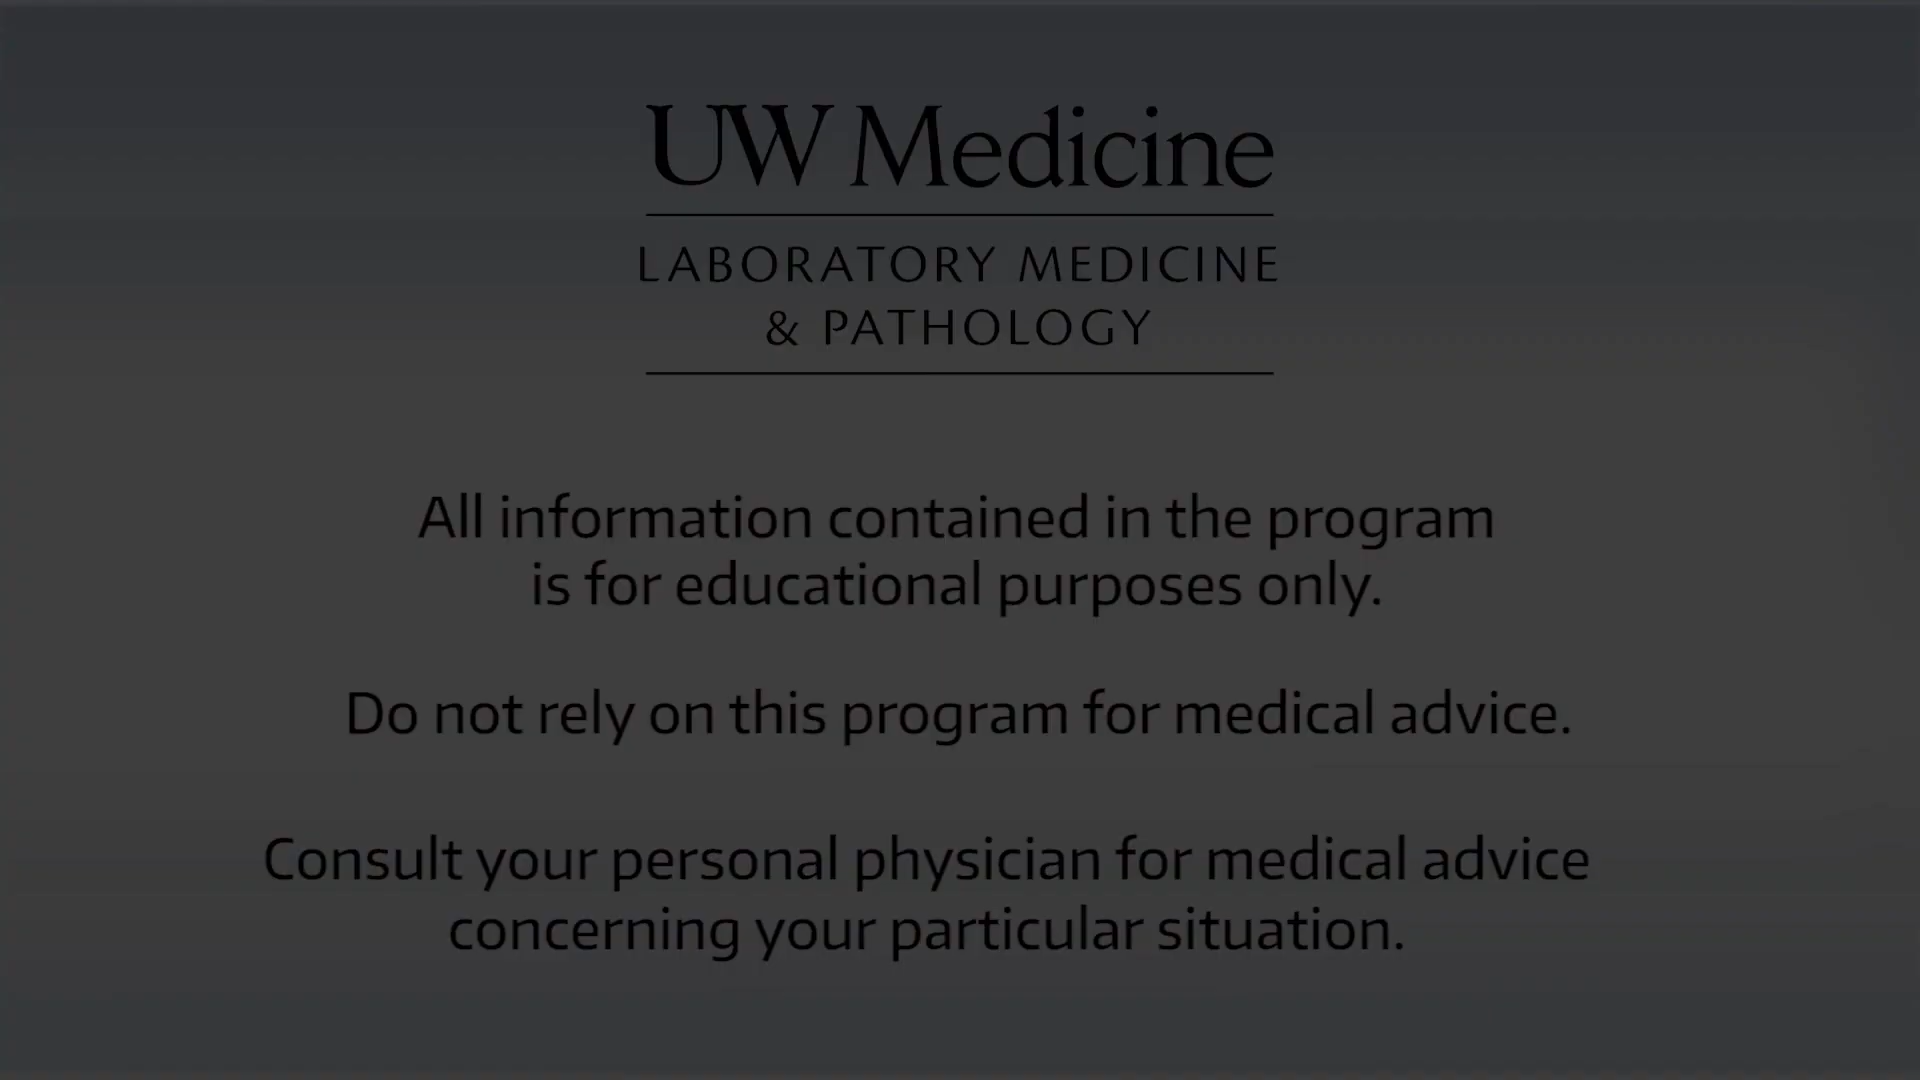 UW Medicine
LABORATORY MEDICINE
& PATHOLOGY
All information contained in the program
is for educational purposes only.
Do not rely on this program for medical advice.
Consult your personal physician for medical advice
concerning your particular situation.